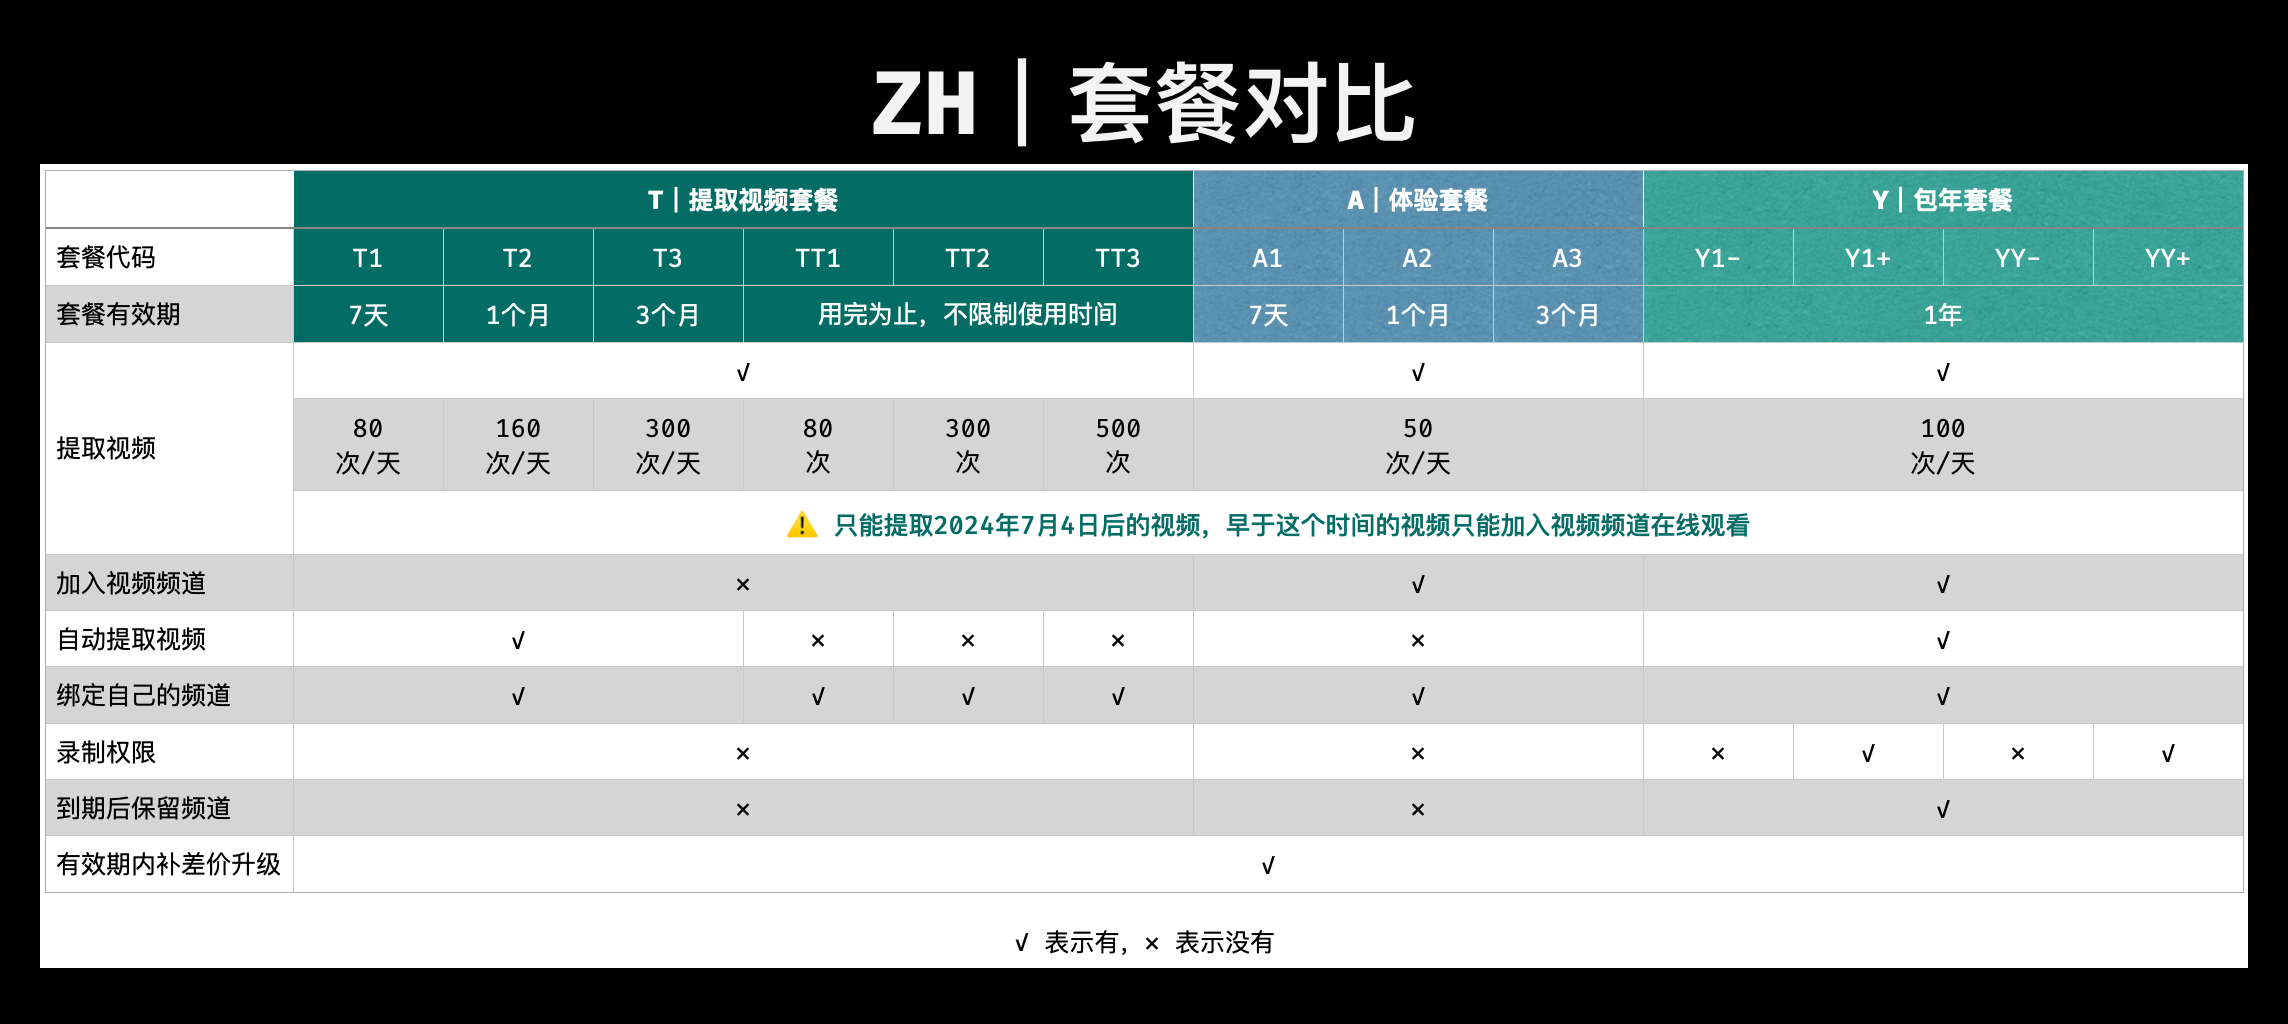 ZH｜套餐对比
T｜提取视频套餐 A｜体验套餐 Y｜包年套餐
套餐代码 T1 T2 T3 TT1 TT2 TT3 A1 A2 A3 Y1- Y1+ YY- YY+
套餐有效期 7天 1个月 3个月 用完为止，不限制使用时间 7天 1个月 3个月 1年
提取视频
√ √ √
80 160 300 80 300 500 50 100
次/天 次/天 次/天 次 次 次 次/天 次/天
⚠️ 只能提取2024年7月4日后的视频，早于这个时间的视频只能加入视频频道在线观看
加入视频频道 × √ √
自动提取视频 √ × × × × √
绑定自己的频道 √ √ √ √ √ √
录制权限 × × × √ × √
到期后保留频道 × × √
有效期内补差价升级 √
√ 表示有，× 表示没有